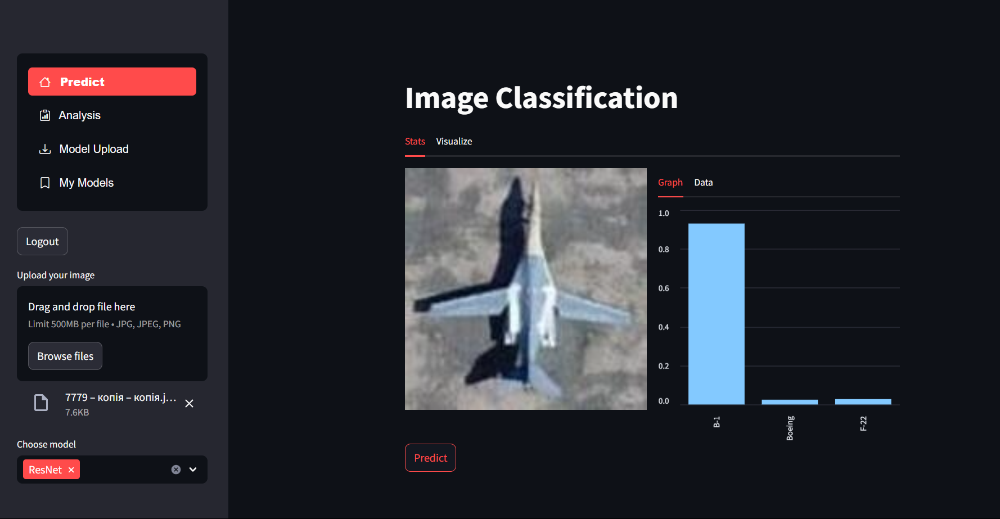 Predict
Analysis
Model Upload
My Models
Logout
Upload your image
Drag and drop file here
Limit 500MB per file • JPG, JPEG, PNG
Browse files
7779 – копія – копія.j...
7.6KB
Choose model
ResNet
Image Classification
Stats Visualize
Graph Data
1.0
0.8
0.6
0.4
0.2
0.0
B-1
Boeing
F-22
Predict